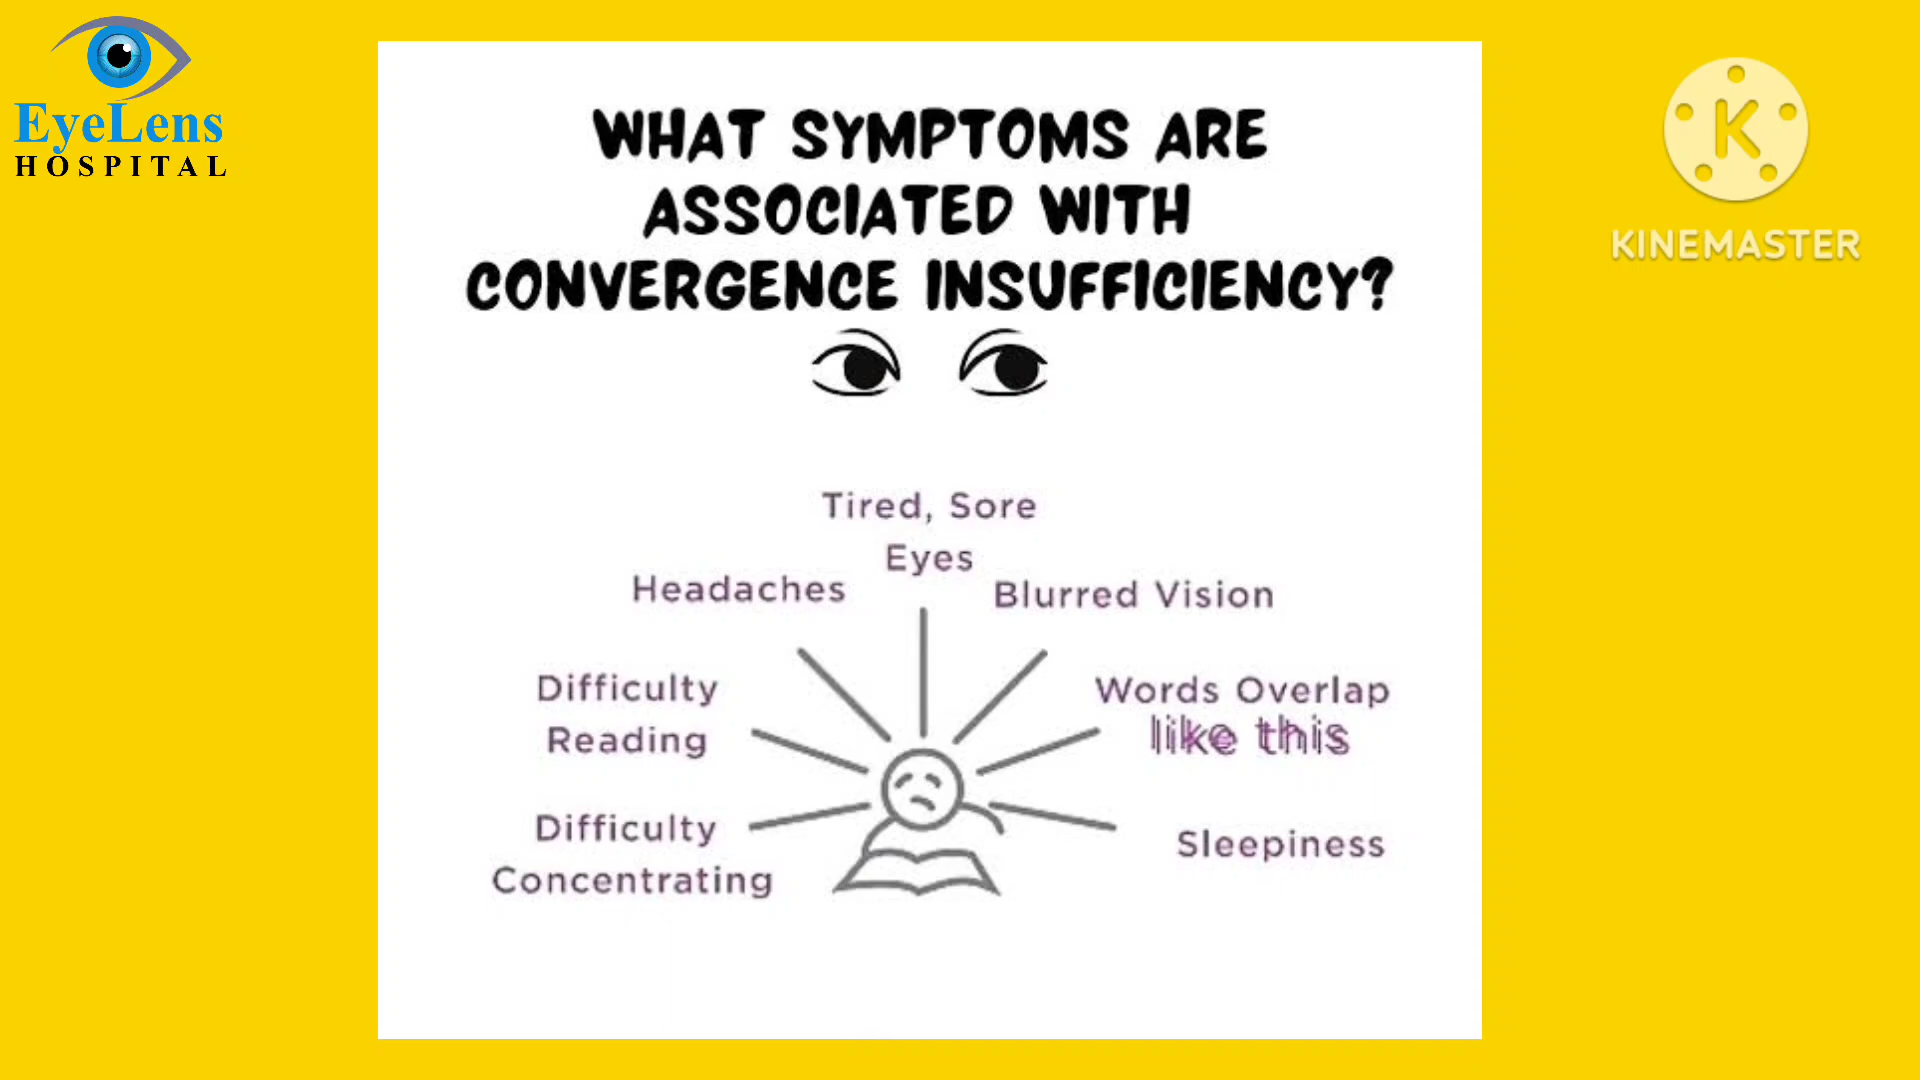 EyeLens
HOSPITAL
KINEMASTER
WHAT SYMPTOMS ARE
ASSOCIATED WITH
CONVERGENCE INSUFFICIENCY?
Tired, Sore
Eyes
Headaches
Blurred Vision
Difficulty
Reading
Words Overlap
like this
Difficulty
Concentrating
Sleepiness